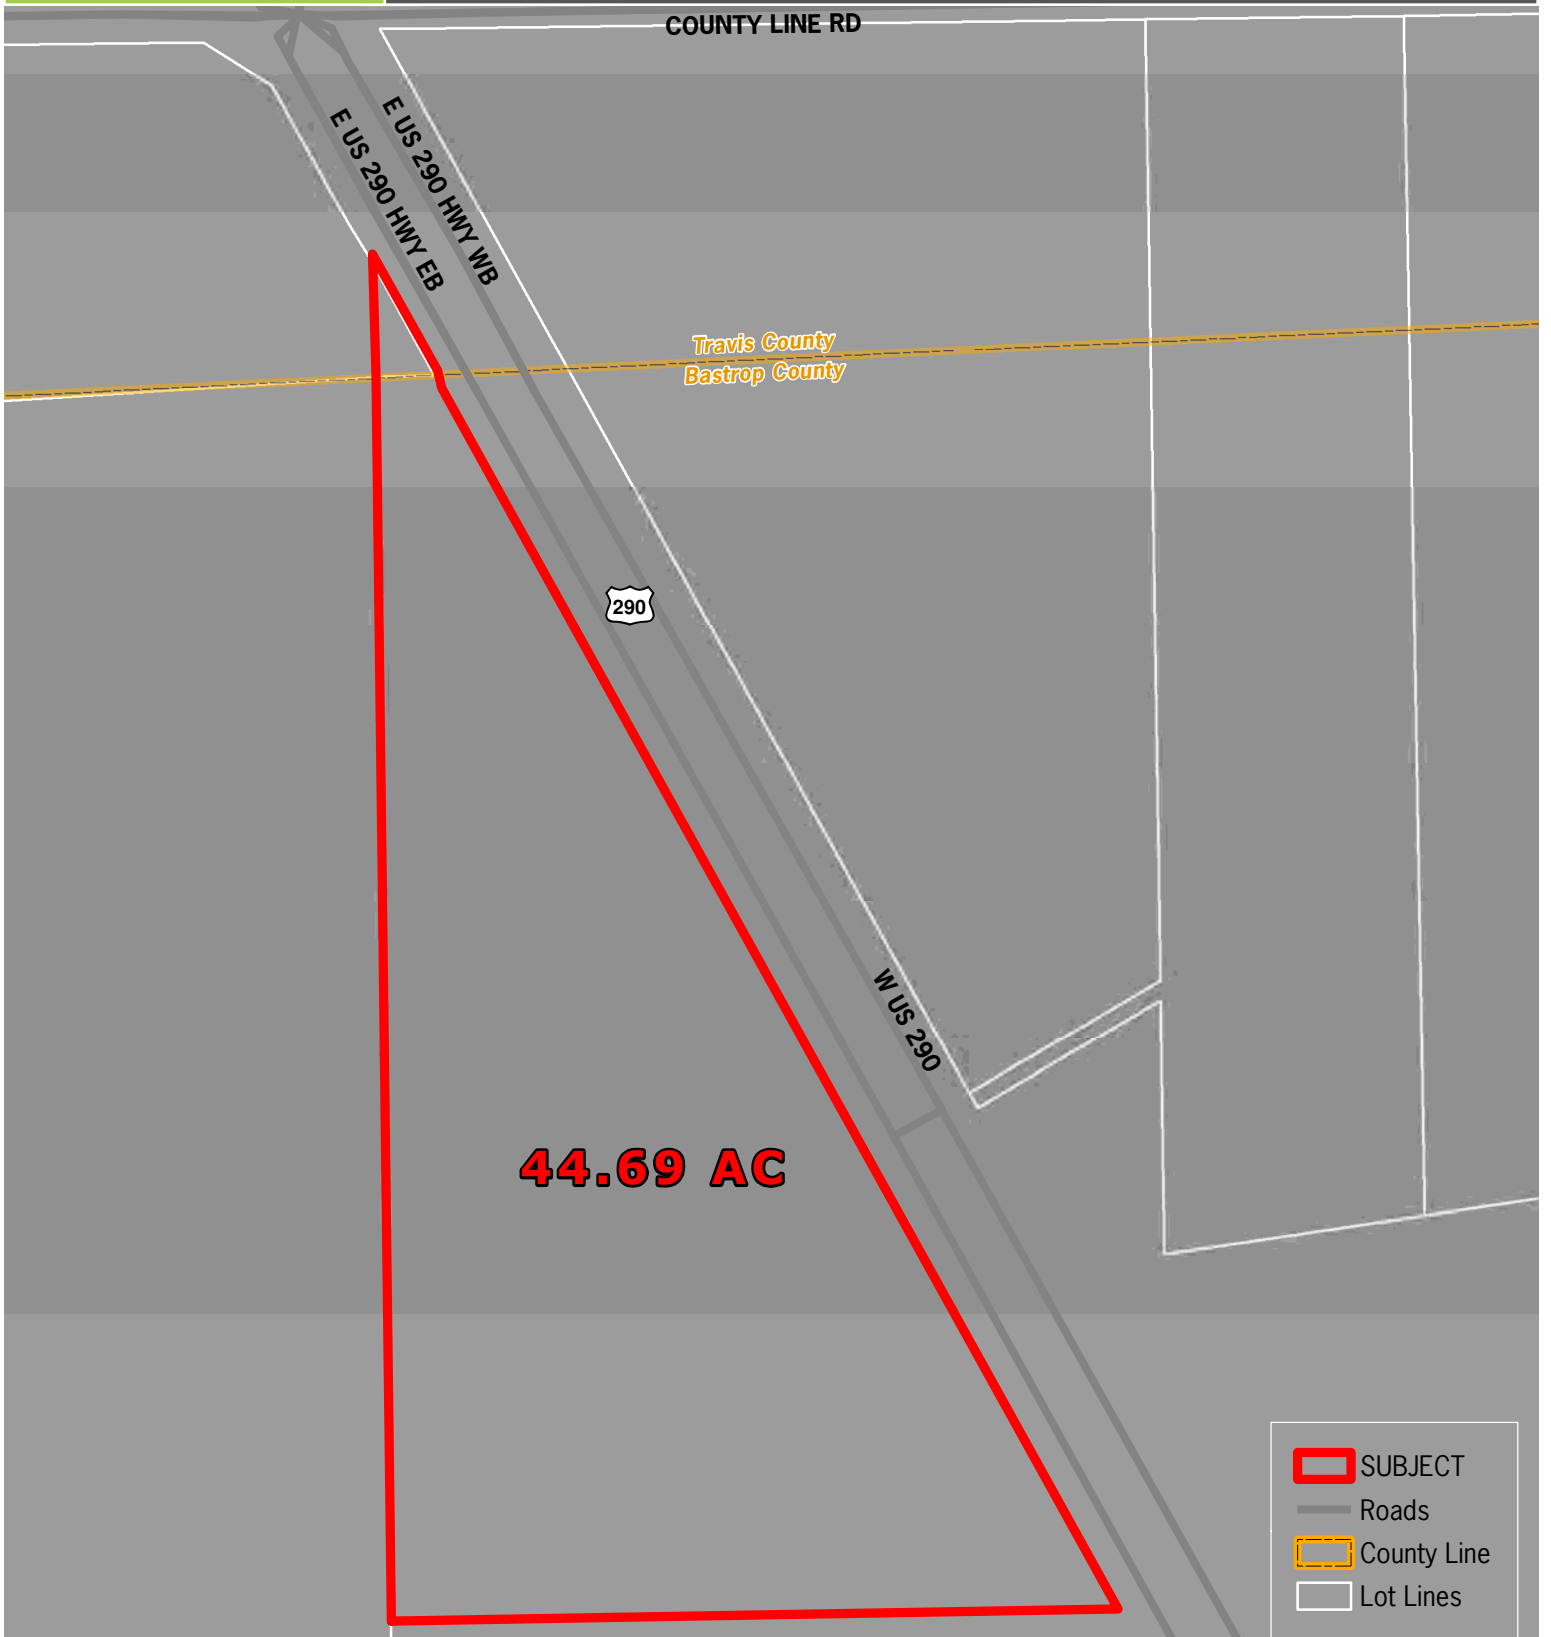 COUNTY LINE RD
E US 290 HWY EB
E US 290 HWY WB
Travis County
Bastrop County
290
W US 290
44.69 AC
SUBJECT
Roads
County Line
Lot Lines